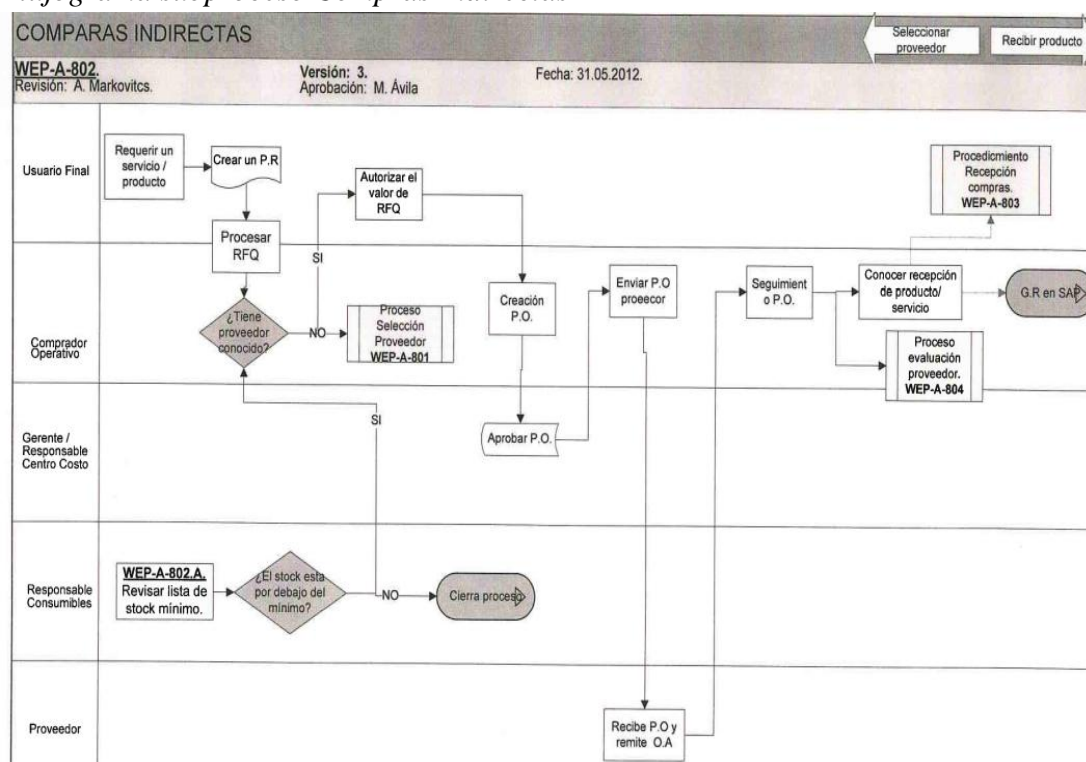 COMPARAS INDIRECTAS
Seleccionar
proveedor
Recibir producto
WEP-A-802.
Revisión: A. Markovitcs.
Versión: 3.
Aprobación: M. Ávila
Fecha: 31.05.2012.
Usuario Final
Requerir un
servicio /
producto
Crear un P.R
Autorizar el
valor de
RFQ
Procedicmiento
Recepción
compras.
WEP-A-803
Procesar
RFQ
SI
Comprador
Operativo
¿Tiene
proveedor
conocido?
NO
Proceso
Selección
Proveedor
WEP-A-801
Creación
P.O.
Enviar P.O
proeecor
Seguimient
o P.O.
Conocer recepción
de producto/
servicio
G.R en SAP
Proceso
evaluación
proveedor.
WEP-A-804
Gerente /
Responsable
Centro Costo
SI
Aprobar P.O.
Responsable
Consumibles
WEP-A-802.A.
Revisar lista de
stock mínimo.
¿El stock esta
por debajo del
mínimo?
NO
Cierra proceso
Proveedor
Recibe P.O y
remite O.A